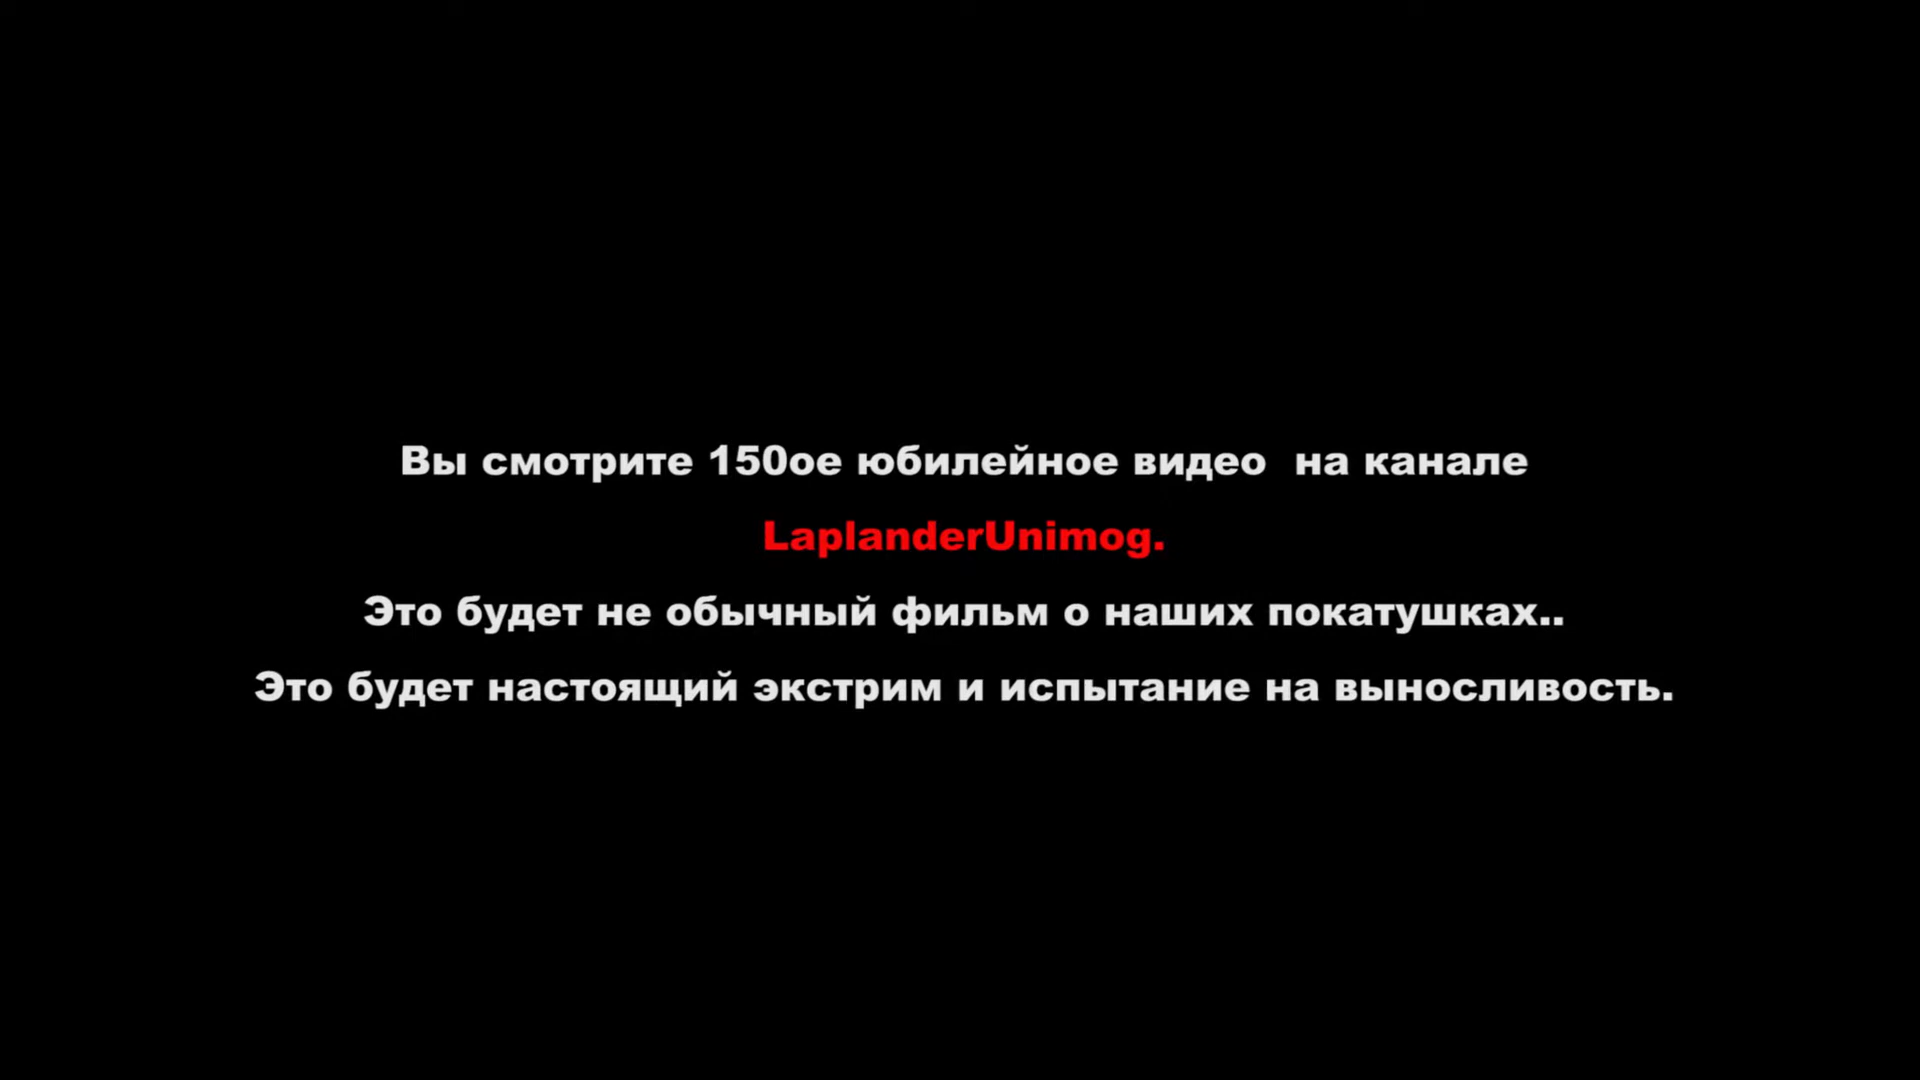 Вы смотрите 150ое юбилейное видео  на канале
LaplanderUnimog.
Это будет не обычный фильм о наших покатушках..
Это будет настоящий экстрим и испытание на выносливость.